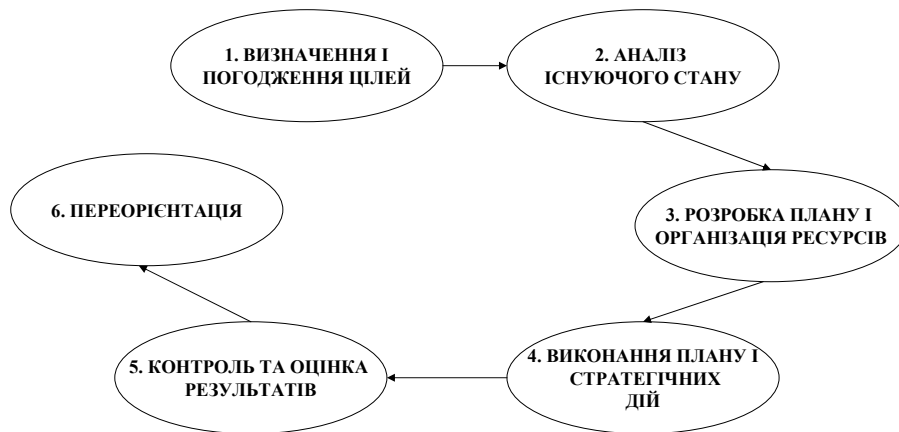 1. ВИЗНАЧЕННЯ І
ПОГОДЖЕННЯ ЦІЛЕЙ
2. АНАЛІЗ
ІСНУЮЧОГО СТАНУ
3. РОЗРОБКА ПЛАНУ І
ОРГАНІЗАЦІЯ РЕСУРСІВ
4. ВИКОНАННЯ ПЛАНУ І
СТРАТЕГІЧНИХ
ДІЙ
5. КОНТРОЛЬ ТА ОЦІНКА
РЕЗУЛЬТАТІВ
6. ПЕРЕОРІЄНТАЦІЯ